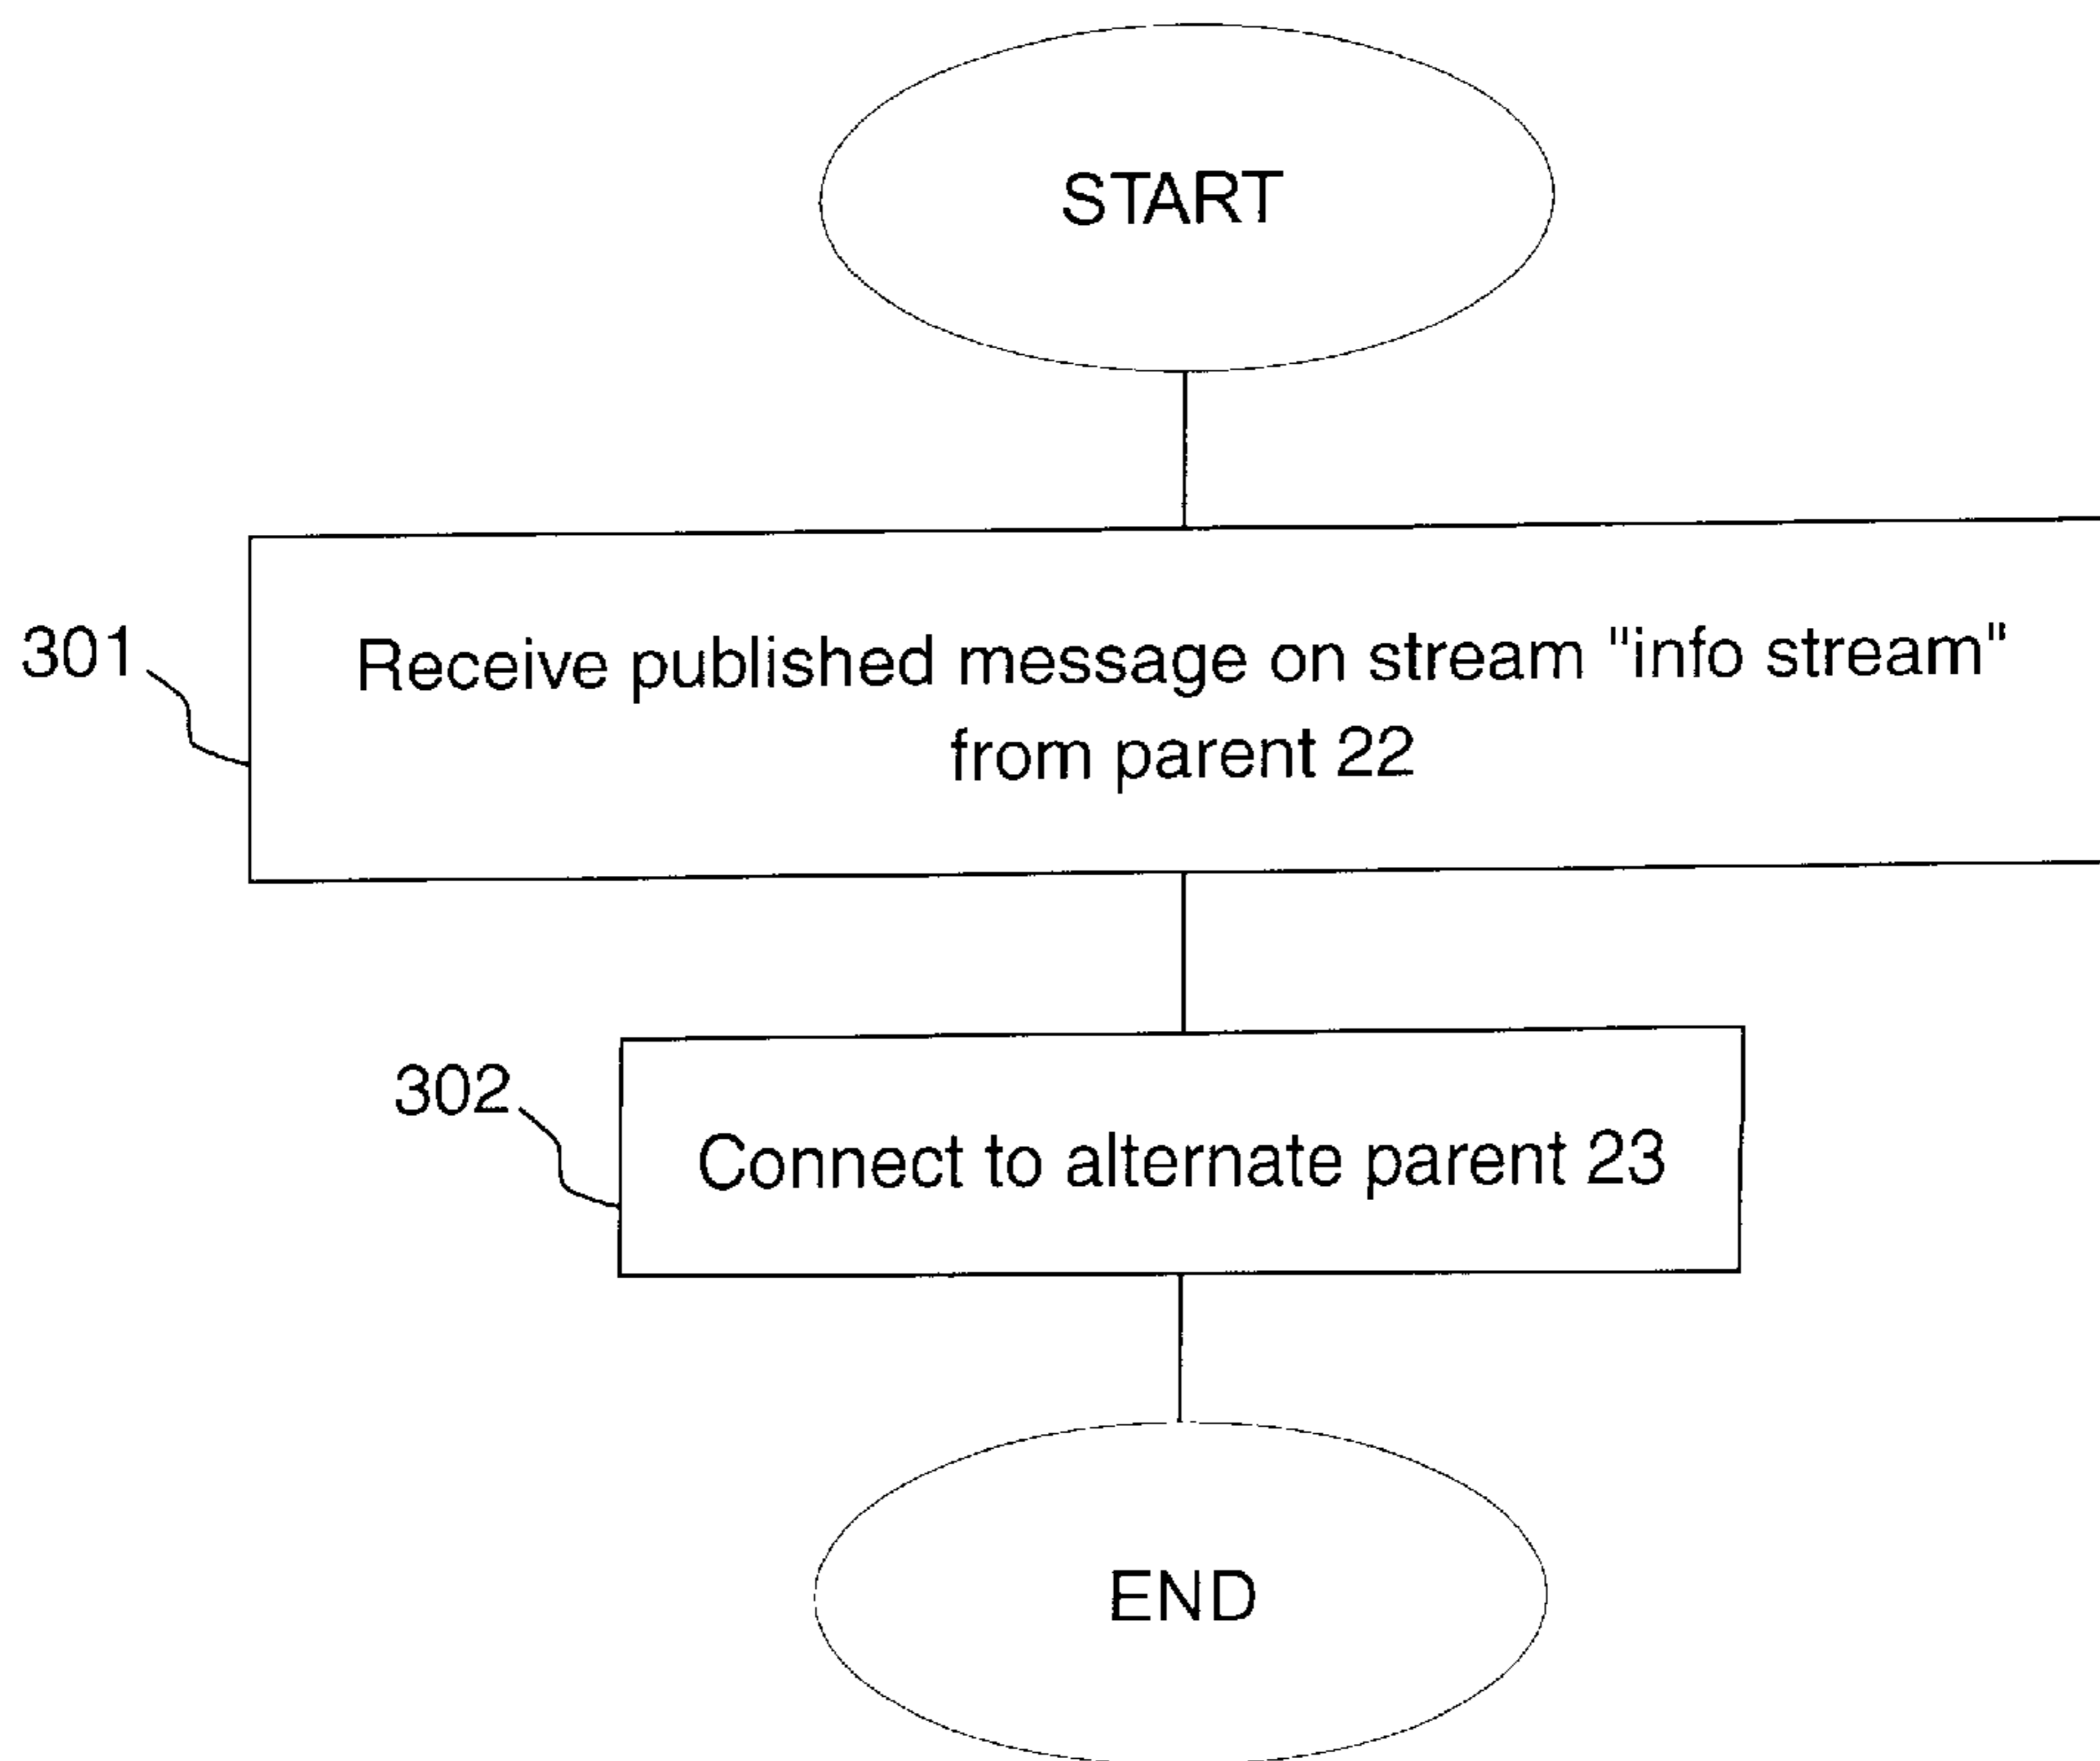 START
301
Receive published message on stream "info stream"
from parent 22
302
Connect to alternate parent 23
END